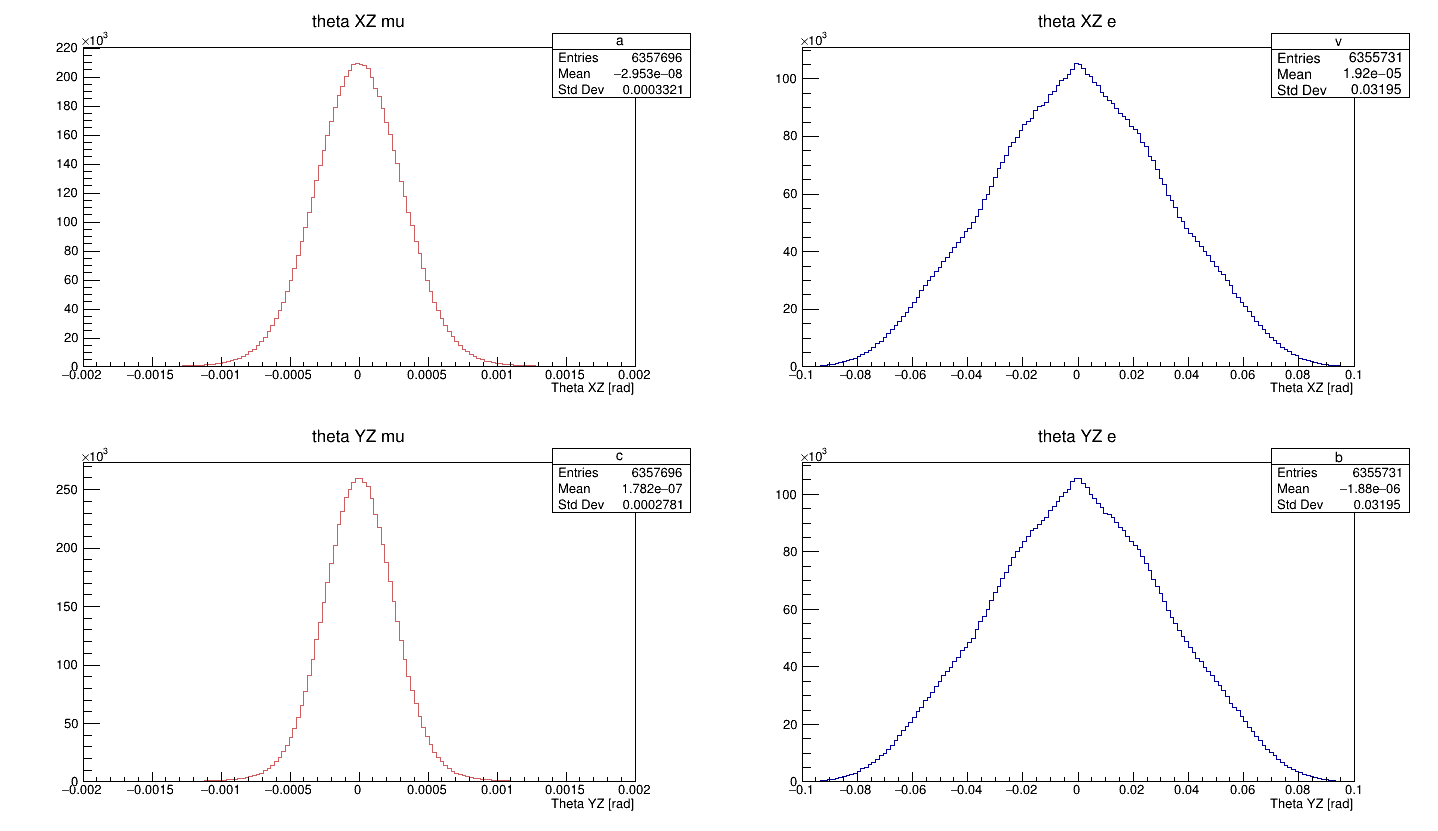 theta XZ mu
×10³
a
Entries 6357696
Mean −2.953e−08
Std Dev 0.0003321
220
200
180
160
140
120
100
80
60
40
20
0
−0.002 −0.0015 −0.001 −0.0005 0 0.0005 0.001 0.0015 0.002
Theta XZ [rad]
theta XZ e
×10³
v
Entries 6355731
Mean 1.92e−05
Std Dev 0.03195
100
80
60
40
20
0
−0.1 −0.08 −0.06 −0.04 −0.02 0 0.02 0.04 0.06 0.08 0.1
Theta XZ [rad]
theta YZ mu
×10³
c
Entries 6357696
Mean 1.782e−07
Std Dev 0.0002781
250
200
150
100
50
0
−0.002 −0.0015 −0.001 −0.0005 0 0.0005 0.001 0.0015 0.002
Theta YZ [rad]
theta YZ e
×10³
b
Entries 6355731
Mean −1.88e−06
Std Dev 0.03195
100
80
60
40
20
0
−0.1 −0.08 −0.06 −0.04 −0.02 0 0.02 0.04 0.06 0.08 0.1
Theta YZ [rad]